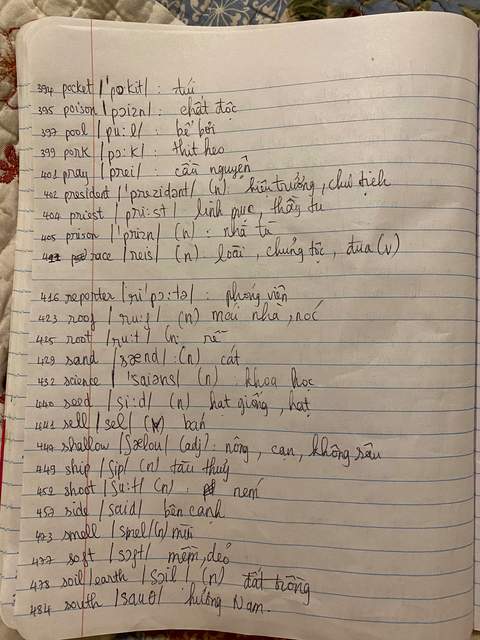 394 pocket /'pɒkit/ : túi
395 poison /'pɔizn/ : chất độc
397 pool /pu:l/ : bể bơi
399 pork /pɔ:k/ : thịt heo
401 pray /prei/ : cầu nguyện
402 president /'prezidənt/ (n) hiệu trưởng, chủ tịch
404 priest /pri:st/ linh mục, thầy tu
405 prison /'prizn/ (n) : nhà tù
race /reis/ (n) : loài, chủng tộc, đua (v)
416 reporter /ri'pɔ:tə/ : phóng viên
423 roof /ru:f/ (n) mái nhà, nóc
425 root /ru:t/ (n. rễ
429 sand /sænd/ : (n) cát
432 science /'saiəns/ (n) : khoa học
440 seed /si:d/ (n) hạt giống, hạt
441 sell /sel/ (v) bán
447 shallow /ʃælou/ (adj) : nông, cạn, không sâu
449 ship /ʃip/ (n) tàu thuỷ
452 shoot /ʃu:t/ (n) : ném
457 side /said/ bên cạnh
473 smell /smel/(n) mùi
477 soft /sɔft/ mềm, dẻo
478 soil/earth /sɔil/, (n) đất trồng
484 south /sauθ/ hướng Nam.